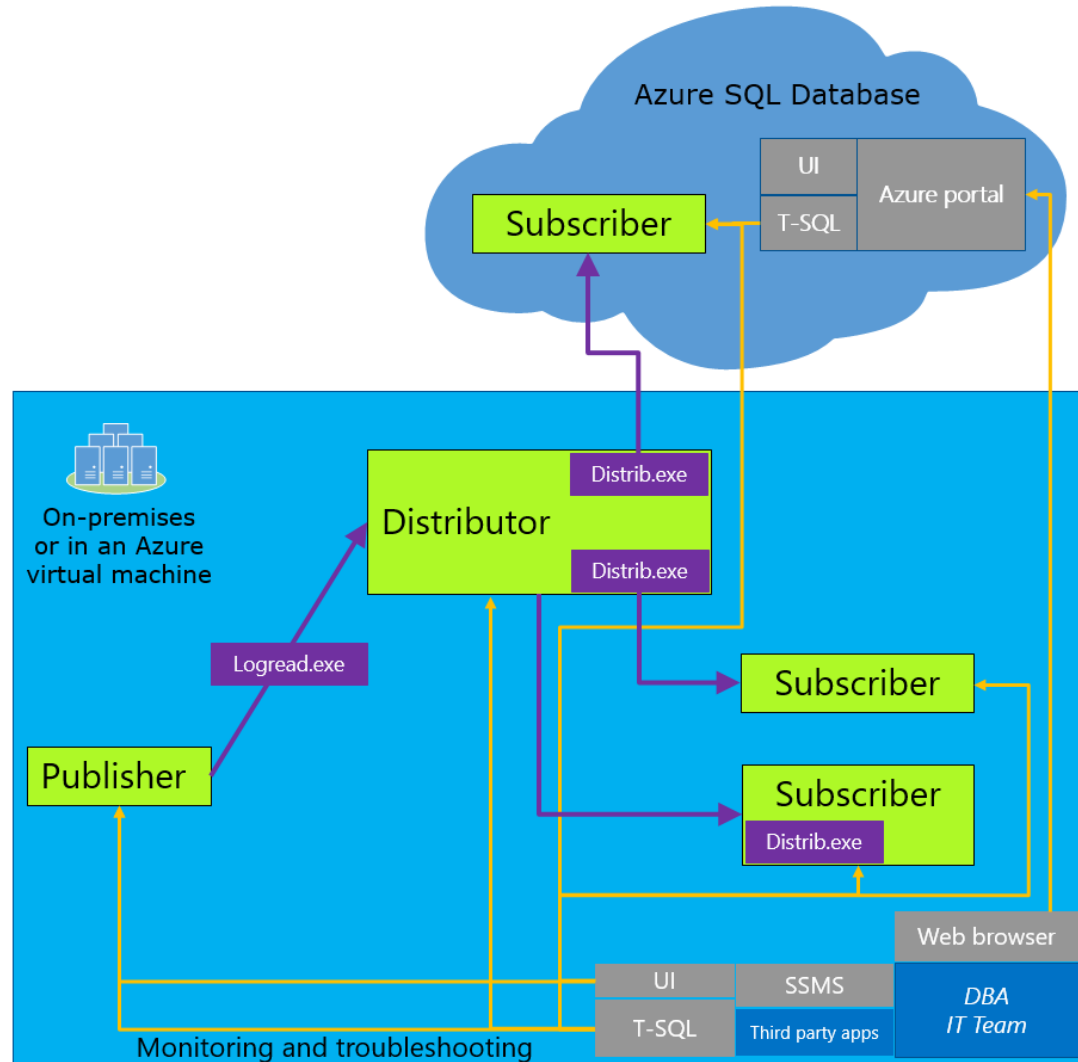 Azure SQL Database
UI
Azure portal
T-SQL
Subscriber
On-premises
or in an Azure
virtual machine
Distrib.exe
Distributor
Distrib.exe
Logread.exe
Subscriber
Publisher
Subscriber
Distrib.exe
Web browser
UI
SSMS
DBA
IT Team
T-SQL
Third party apps
Monitoring and troubleshooting